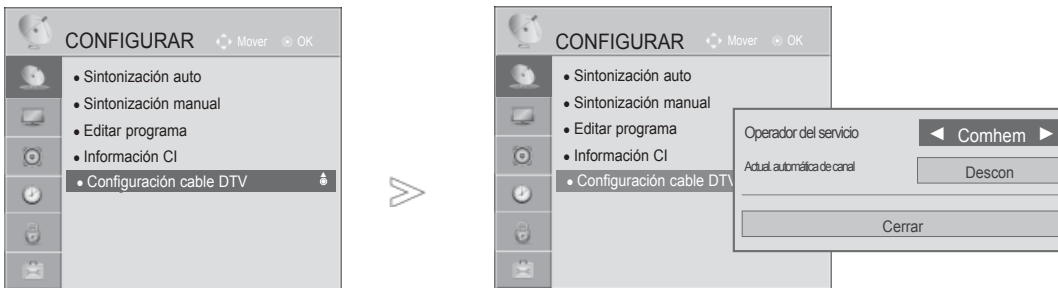 CONFIGURAR Mover OK
• Sintonización auto
• Sintonización manual
• Editar programa
• Información CI
• Configuración cable DTV
CONFIGURAR Mover OK
• Sintonización auto
• Sintonización manual
• Editar programa
• Información CI
• Configuración cable DTV
Operador del servicio ◄ Comhem ►
Actual. automática de canal Descon
Cerrar